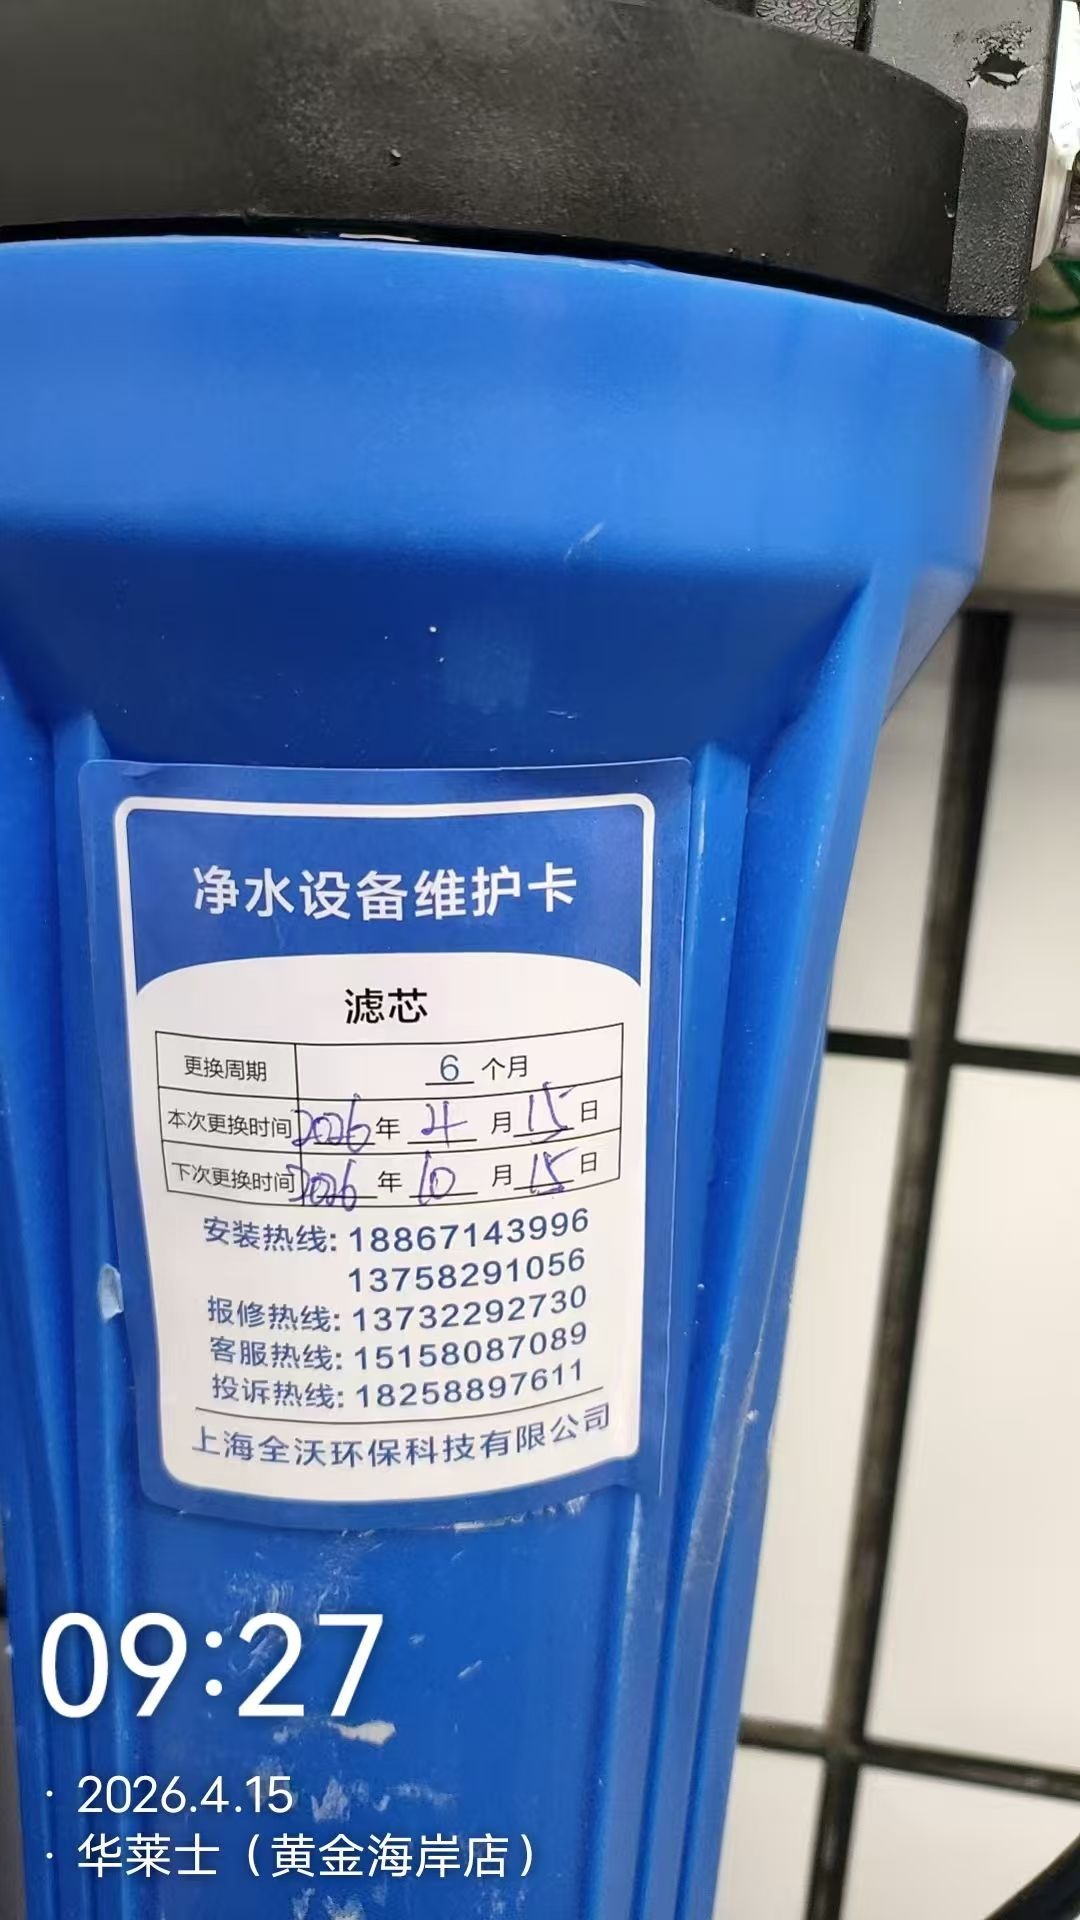 净水设备维护卡
滤芯
更换周期 6 个月
本次更换时间 2026 年 4 月 15 日
下次更换时间 2026 年 10 月 15 日
安装热线: 18867143996
13758291056
报修热线: 13732292730
客服热线: 15158087089
投诉热线: 18258897611
上海全沃环保科技有限公司
09:27
· 2026.4.15
· 华莱士（黄金海岸店）